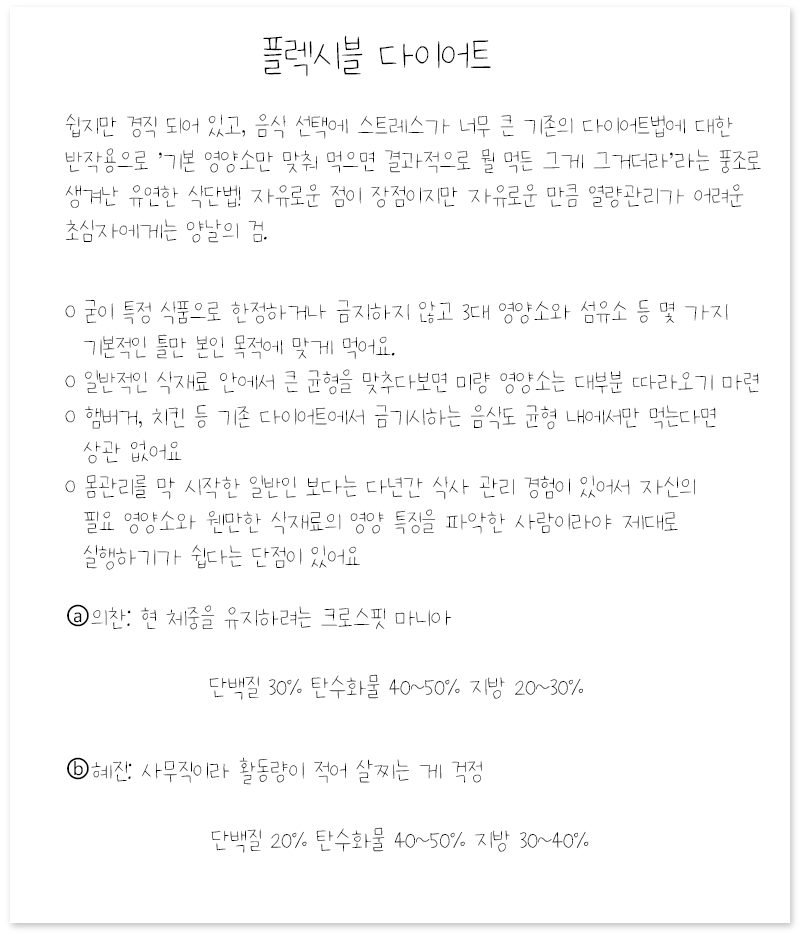 플렉시블 다이어트
쉽지만 경직 되어 있고, 음식 선택에 스트레스가 너무 큰 기존의 다이어트법에 대한
반작용으로 '기본 영양소만 맞춰 먹으면 결과적으로 뭘 먹든 그게 그거더라'라는 풍조로
생겨난 유연한 식단법! 자유로운 점이 장점이지만 자유로운 만큼 열량관리가 어려운
초심자에게는 양날의 검.
o 굳이 특정 식품으로 한정하거나 금지하지 않고 3대 영양소와 섬유소 등 몇 가지
기본적인 틀만 본인 목적에 맞게 먹어요.
o 일반적인 식재료 안에서 큰 균형을 맞추다보면 미량 영양소는 대부분 따라오기 마련
o 햄버거, 치킨 등 기존 다이어트에서 금기시하는 음식도 균형 내에서만 먹는다면
상관 없어요
o 몸관리를 막 시작한 일반인 보다는 다년간 식사 관리 경험이 있어서 자신의
필요 영양소와 웬만한 식재료의 영양 특징을 파악한 사람이라야 제대로
실행하기가 쉽다는 단점이 있어요
ⓐ의찬: 현 체중을 유지하려는 크로스핏 마니아
단백질 30% 탄수화물 40~50% 지방 20~30%
ⓑ혜진: 사무직이라 활동량이 적어 살찌는 게 걱정
단백질 20% 탄수화물 40~50% 지방 30~40%